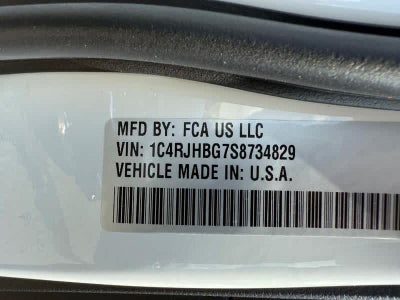 MFD BY: FCA US LLC
VIN: 1C4RJHBG7S8734829
VEHICLE MADE IN: U.S.A.